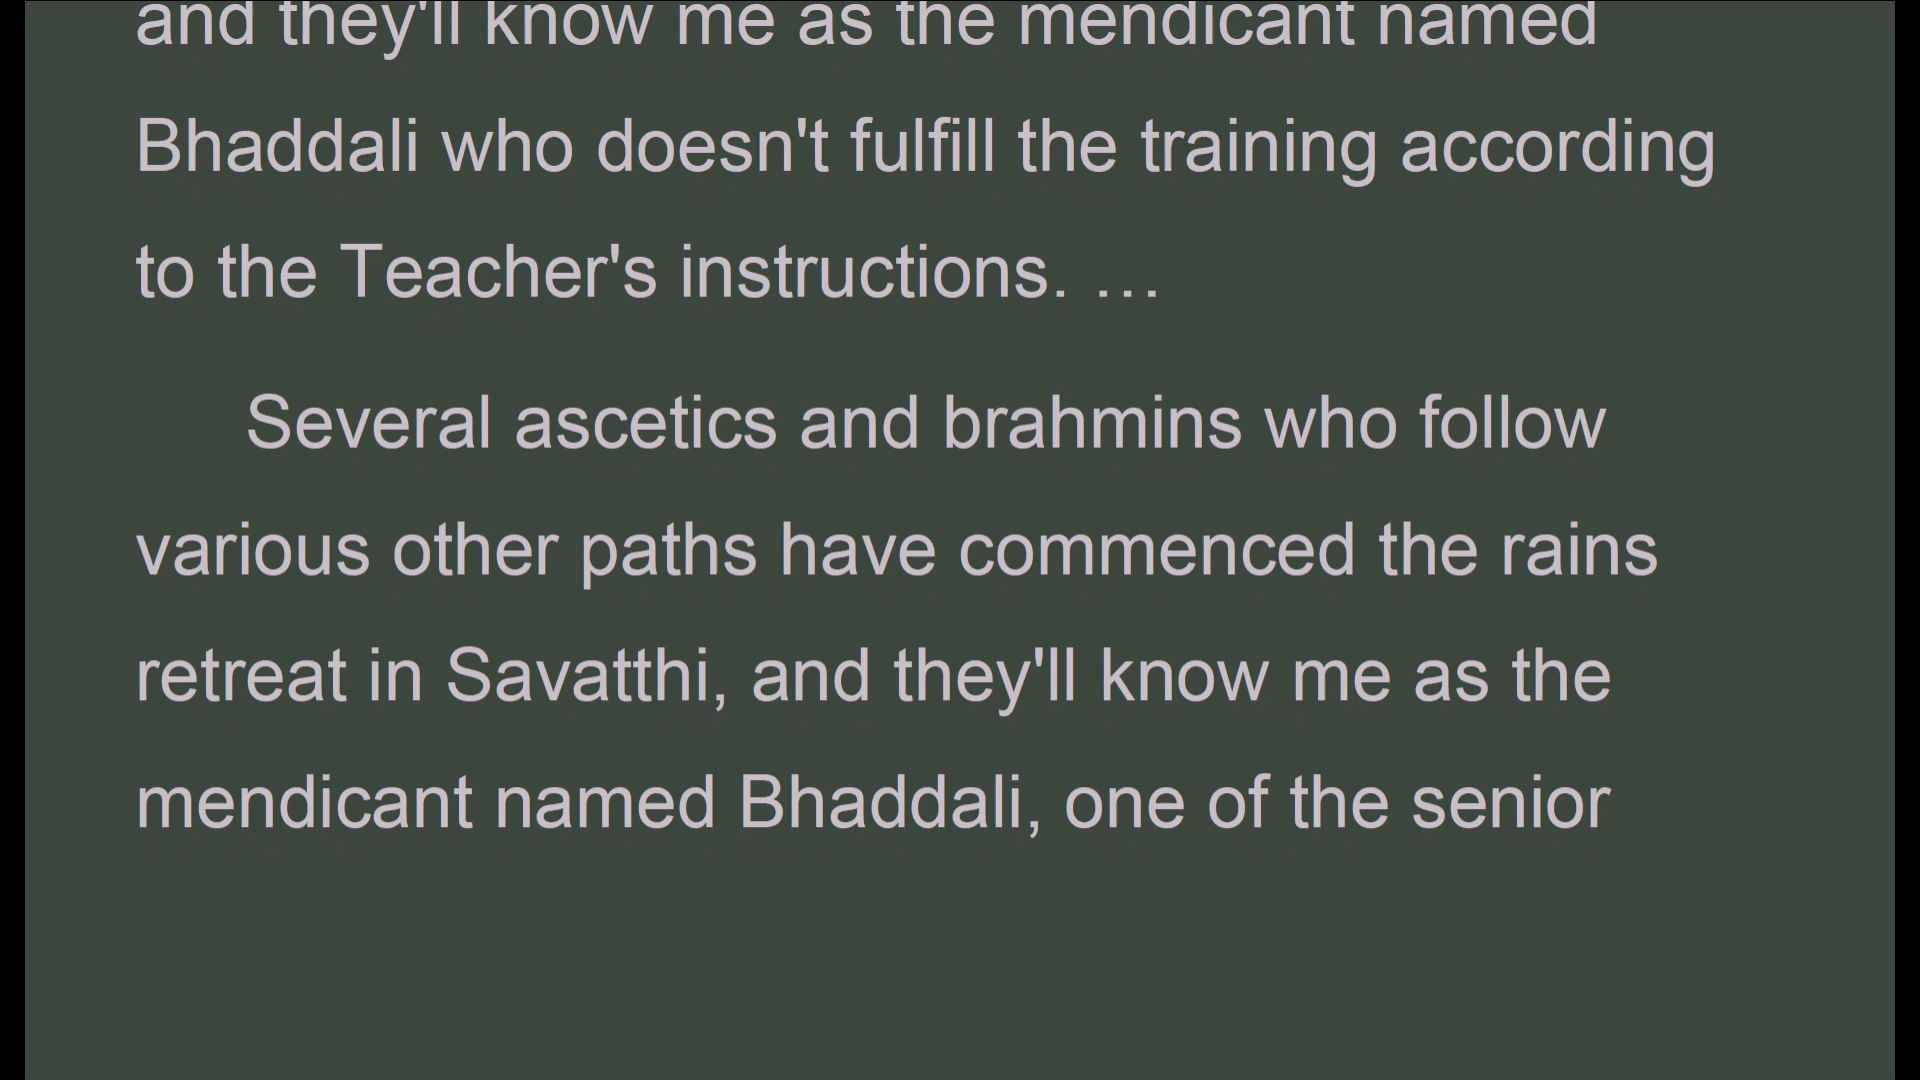 and they'll know me as the mendicant named
Bhaddali who doesn't fulfill the training according
to the Teacher's instructions. …
Several ascetics and brahmins who follow
various other paths have commenced the rains
retreat in Savatthi, and they'll know me as the
mendicant named Bhaddali, one of the senior